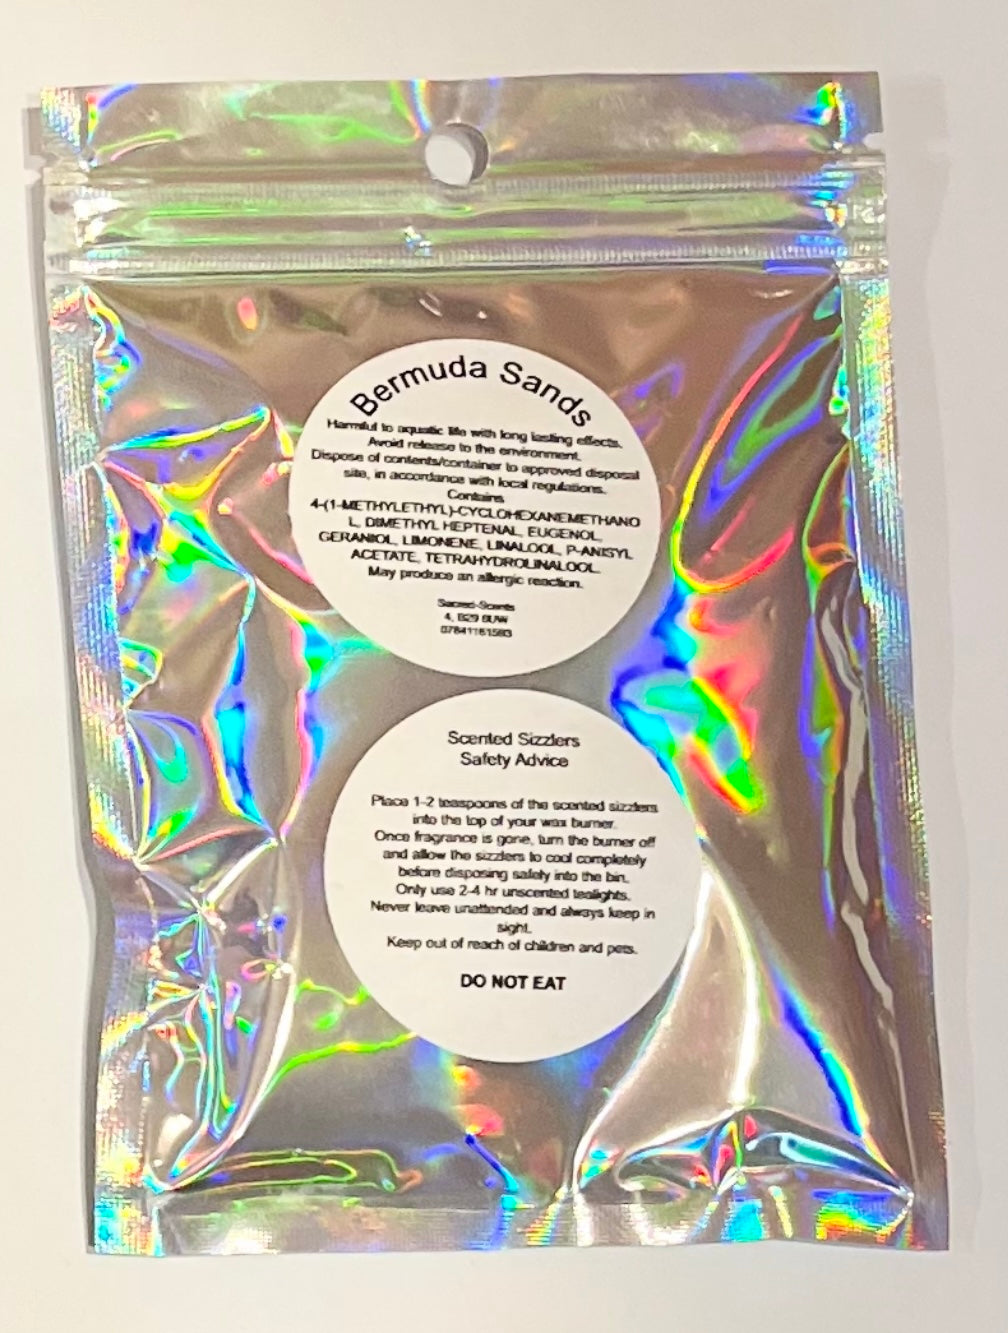 Bermuda Sands
Harmful to aquatic life with long lasting effects.
Avoid release to the environment.
Dispose of contents/container to approved disposal
site, in accordance with local regulations.
Contains
4-(1-METHYLETHYL)-CYCLOHEXANEMETHANO
L, DIMETHYL HEPTENAL, EUGENOL,
GERANIOL, LIMONENE, LINALOOL, P-ANISYL
ACETATE, TETRAHYDROLINALOOL.
May produce an allergic reaction.
Sacred-Scents
4, B29
Scented Sizzlers
Safety Advice
Place 1-2 teaspoons of the scented sizzlers
into the top of your wax burner.
Once fragrance is gone, turn the burner off
and allow the sizzlers to cool completely
before disposing safely into the bin.
Only use 2-4 hr unscented tealights.
Never leave unattended and always keep in
sight.
Keep out of reach of children and pets.
DO NOT EAT